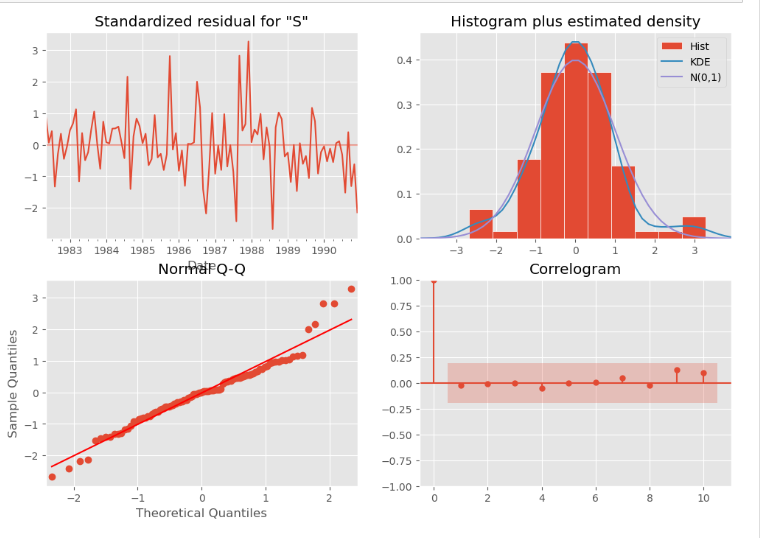 Standardized residual for "S"
3
2
1
0
−1
−2
1983 1984 1985 1986 1987 1988 1989 1990
Date
Histogram plus estimated density
Hist
KDE
N(0,1)
0.4
0.3
0.2
0.1
0.0
−3 −2 −1 0 1 2 3
Normal Q-Q
Sample Quantiles
3
2
1
0
−1
−2
−2 −1 0 1 2
Theoretical Quantiles
Correlogram
1.00
0.75
0.50
0.25
0.00
−0.25
−0.50
−0.75
−1.00
0 2 4 6 8 10